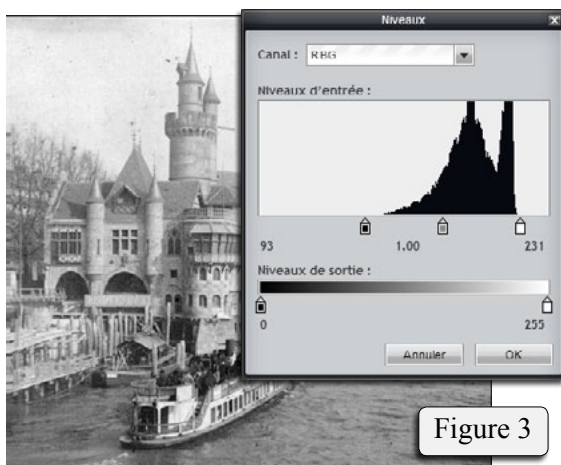 Niveaux
Canal : RBG
Niveaux d'entrée :
93 1.00 231
Niveaux de sortie :
0 255
Annuler OK
Figure 3